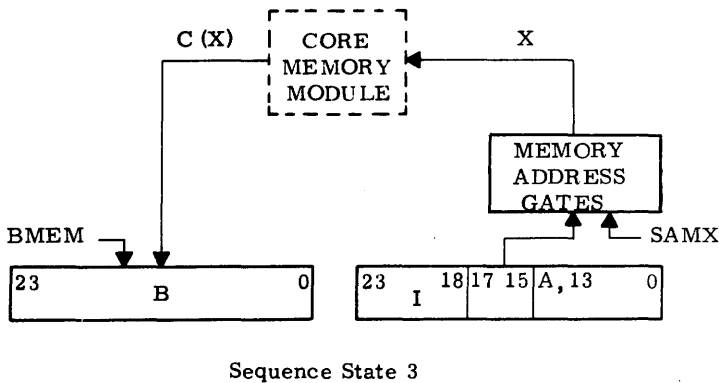 C (X)
CORE
MEMORY
MODULE
X
MEMORY
ADDRESS
GATES
BMEM
SAMX
23 B 0
23 I 18 17 15 A, 13 0
Sequence State 3